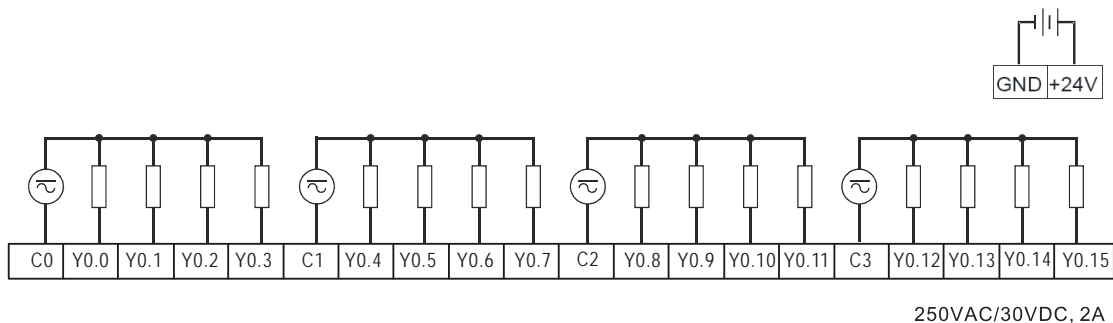 GND +24V
C0 Y0.0 Y0.1 Y0.2 Y0.3 C1 Y0.4 Y0.5 Y0.6 Y0.7 C2 Y0.8 Y0.9 Y0.10 Y0.11 C3 Y0.12 Y0.13 Y0.14 Y0.15
250VAC/30VDC, 2A